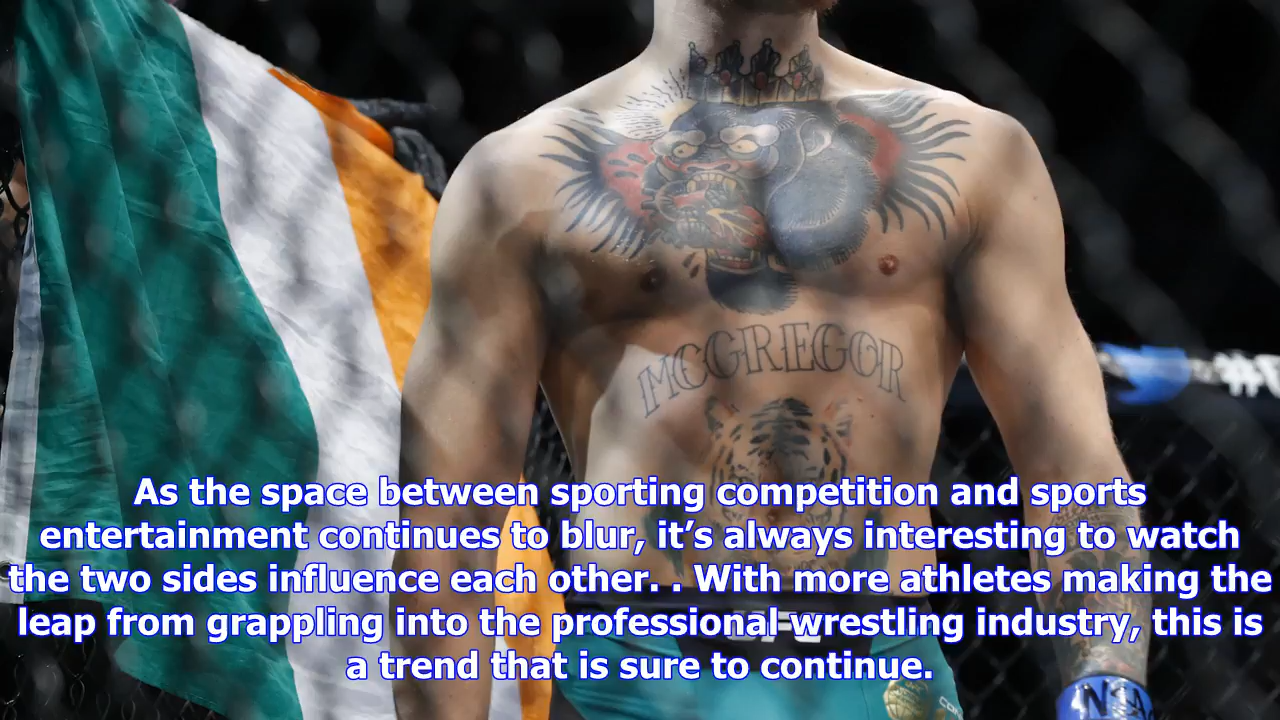 MCGREGOR
As the space between sporting competition and sports
entertainment continues to blur, it’s always interesting to watch
the two sides influence each other. . With more athletes making the
leap from grappling into the professional wrestling industry, this is
a trend that is sure to continue.